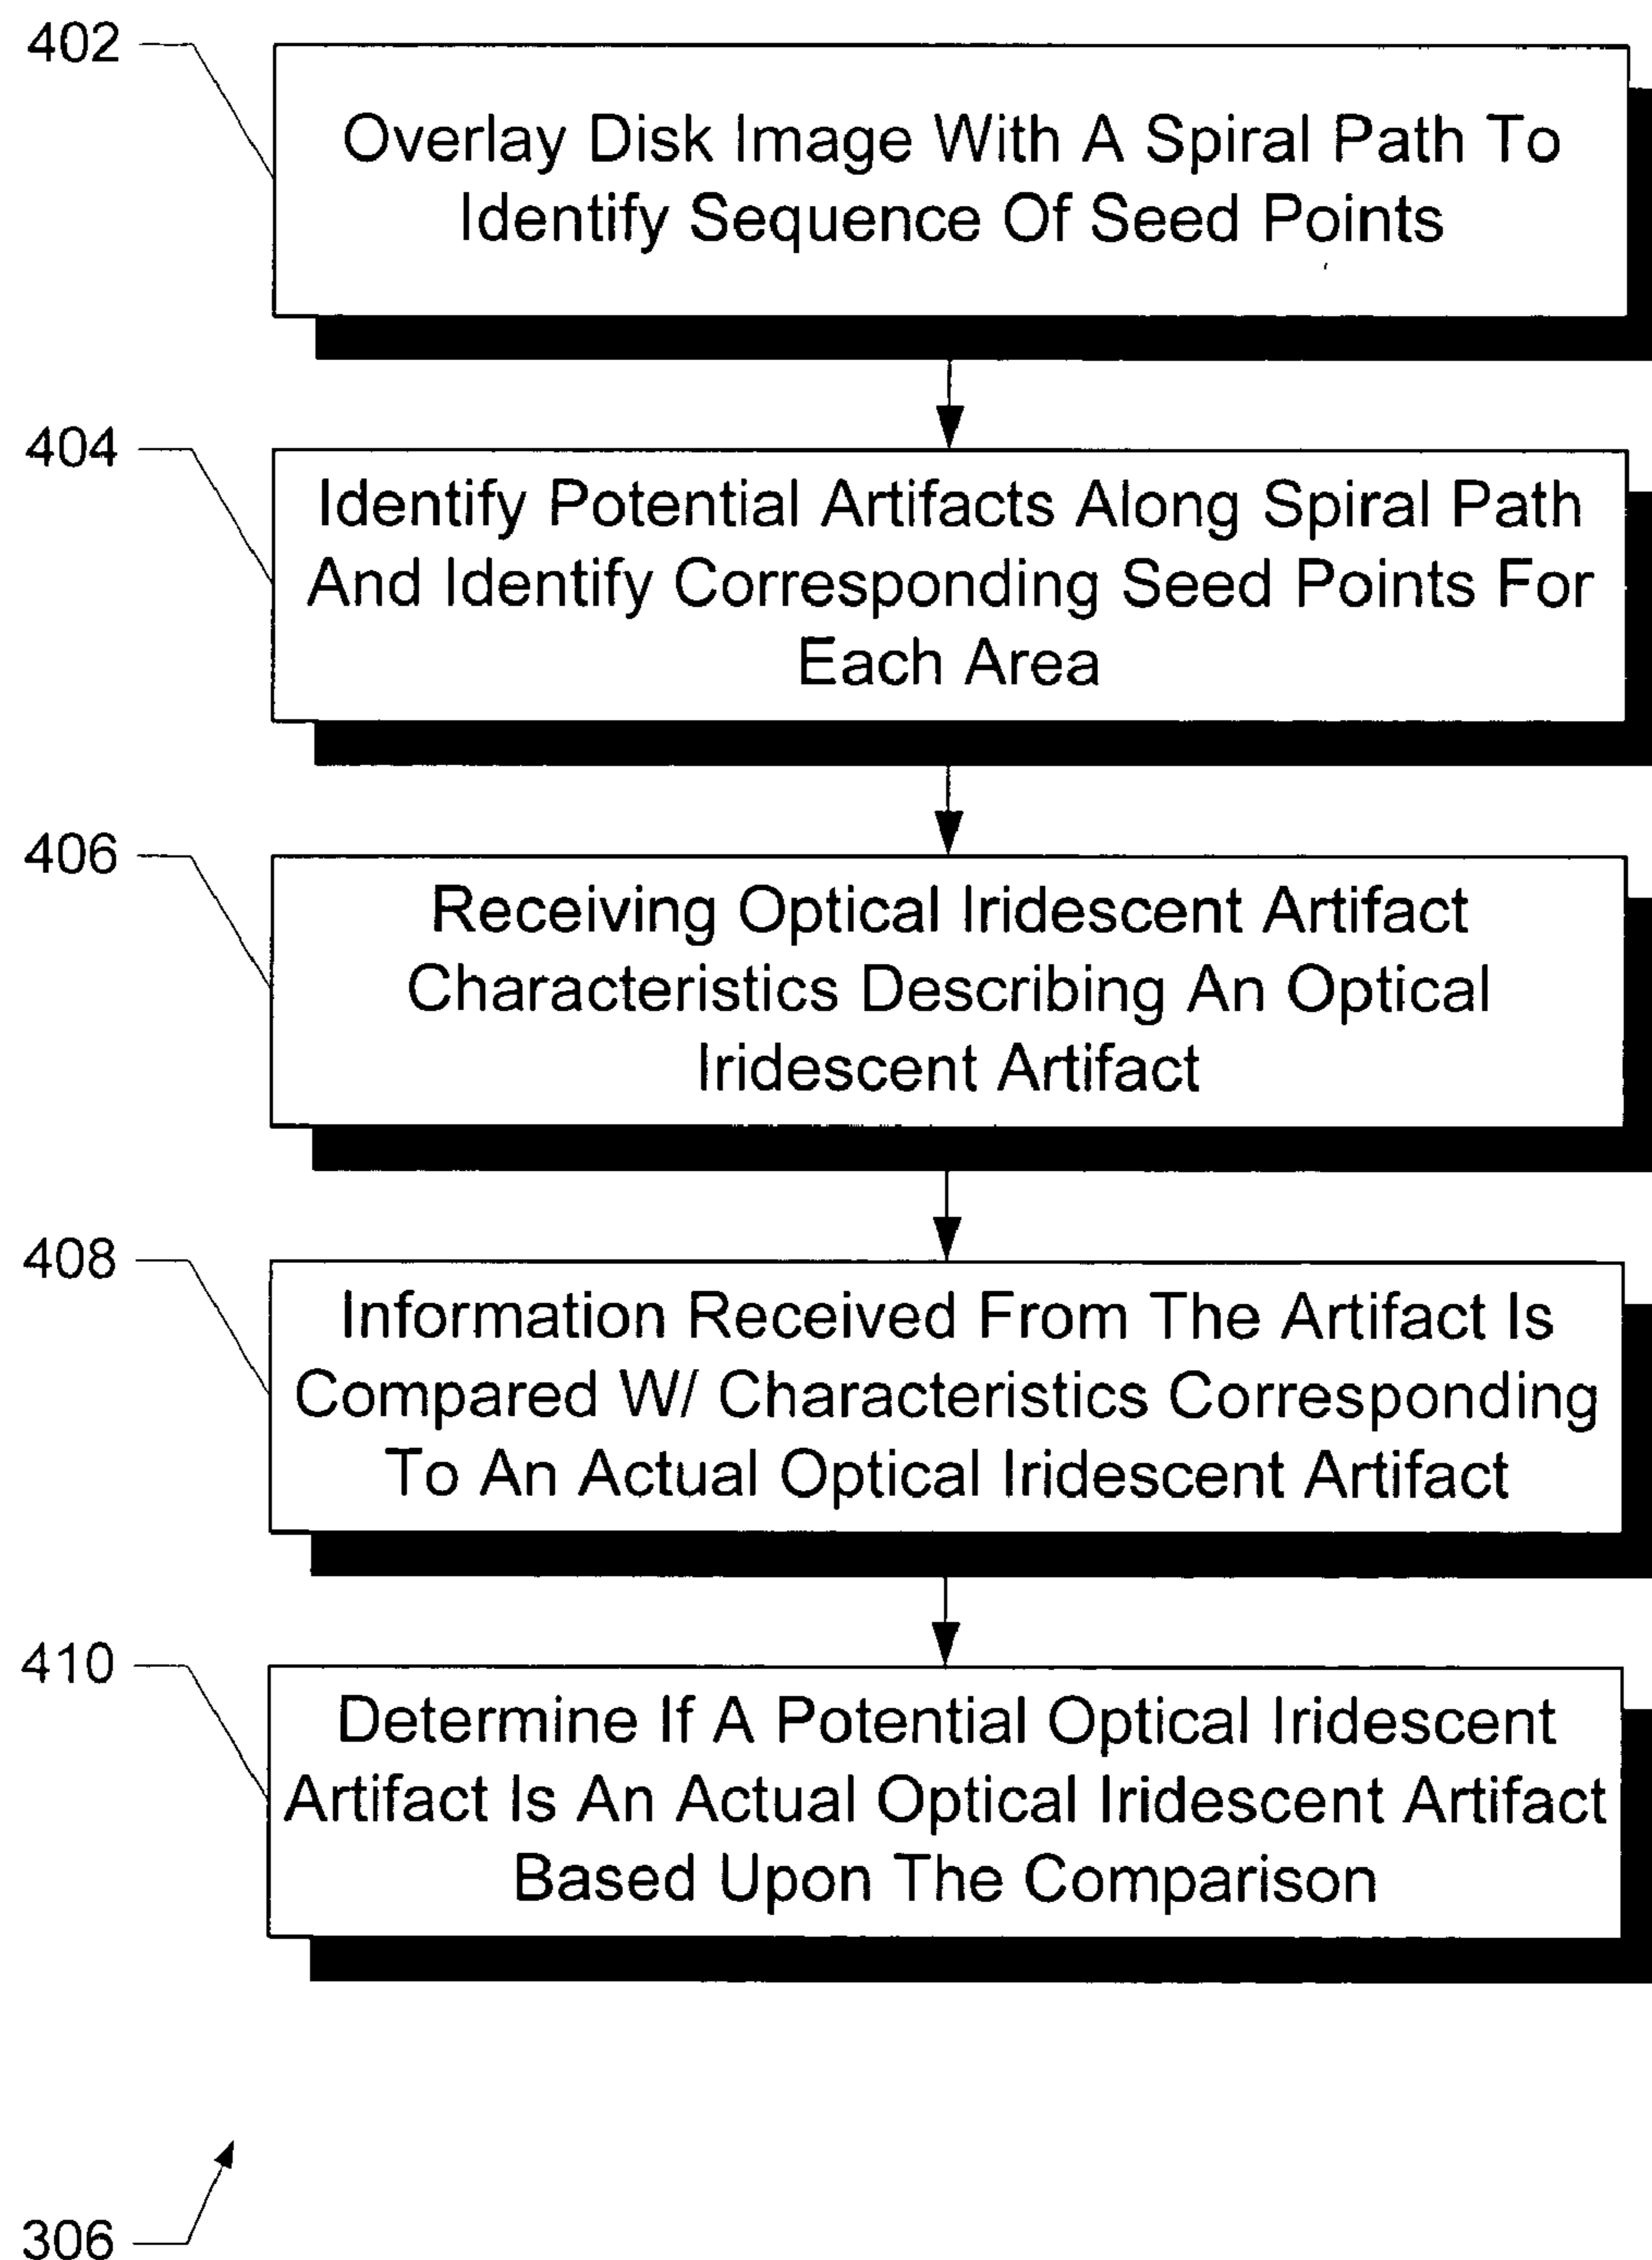 402
Overlay Disk Image With A Spiral Path To
Identify Sequence Of Seed Points
404
Identify Potential Artifacts Along Spiral Path
And Identify Corresponding Seed Points For
Each Area
406
Receiving Optical Iridescent Artifact
Characteristics Describing An Optical
Iridescent Artifact
408
Information Received From The Artifact Is
Compared W/ Characteristics Corresponding
To An Actual Optical Iridescent Artifact
410
Determine If A Potential Optical Iridescent
Artifact Is An Actual Optical Iridescent Artifact
Based Upon The Comparison
306